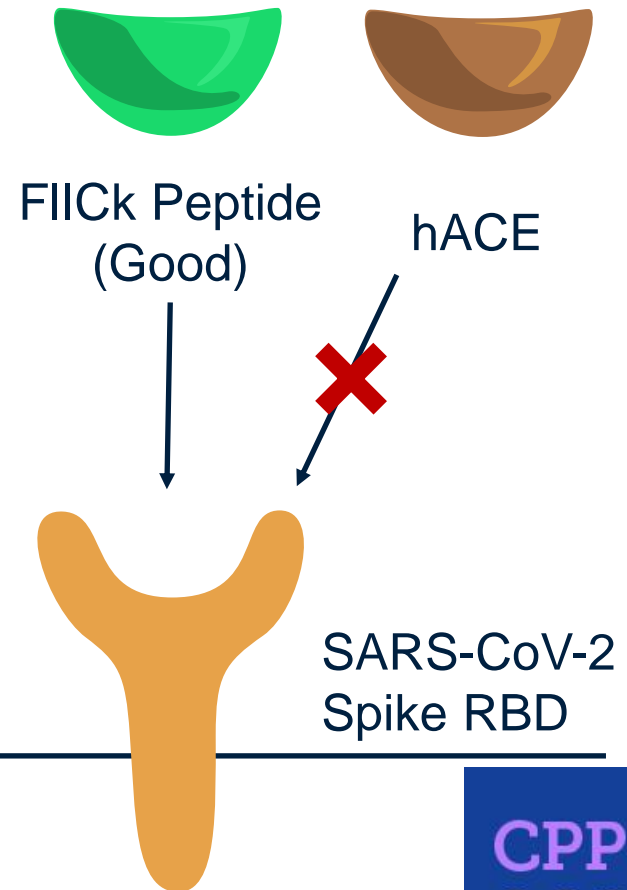 FIICk Peptide
(Good)
hACE
SARS-CoV-2
Spike RBD
CPP